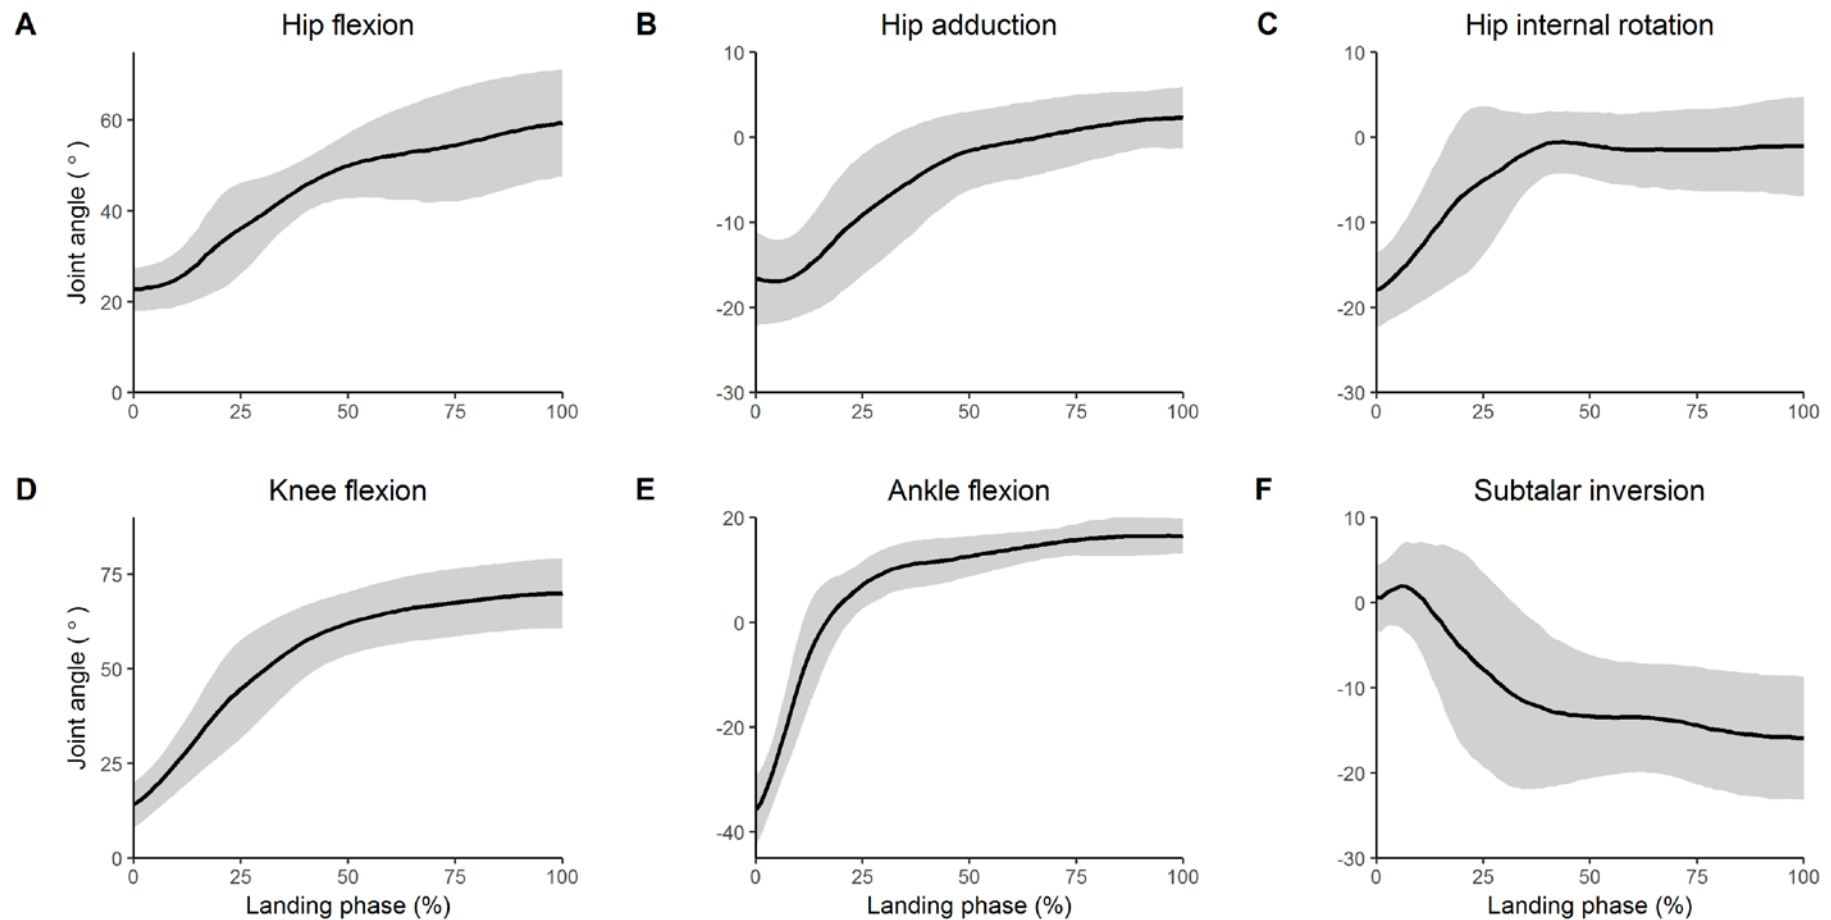 A Hip flexion
B Hip adduction
C Hip internal rotation
Joint angle ( ° )
60
40
20
0
0 25 50 75 100
10
0
-10
-20
-30
0 25 50 75 100
10
0
-10
-20
-30
0 25 50 75 100
D Knee flexion
E Ankle flexion
F Subtalar inversion
Joint angle ( ° )
75
50
25
0
0 25 50 75 100
Landing phase (%)
20
0
-20
-40
0 25 50 75 100
Landing phase (%)
10
0
-10
-20
-30
0 25 50 75 100
Landing phase (%)